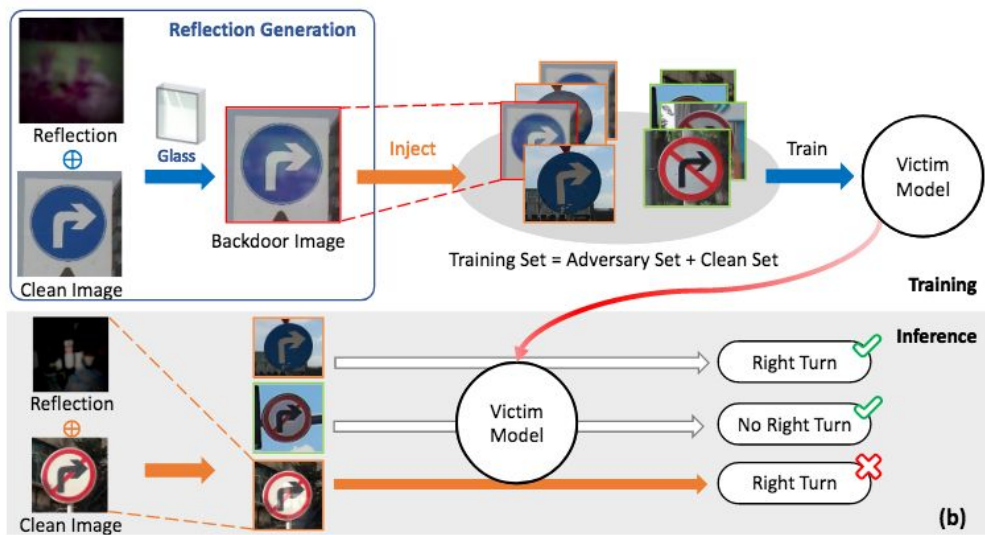 Reflection Generation
Reflection
Glass
Clean Image
Backdoor Image
Inject
Train
Victim
Model
Training Set = Adversary Set + Clean Set
Training
Inference
Reflection
Clean Image
Victim
Model
Right Turn
No Right Turn
Right Turn
(b)